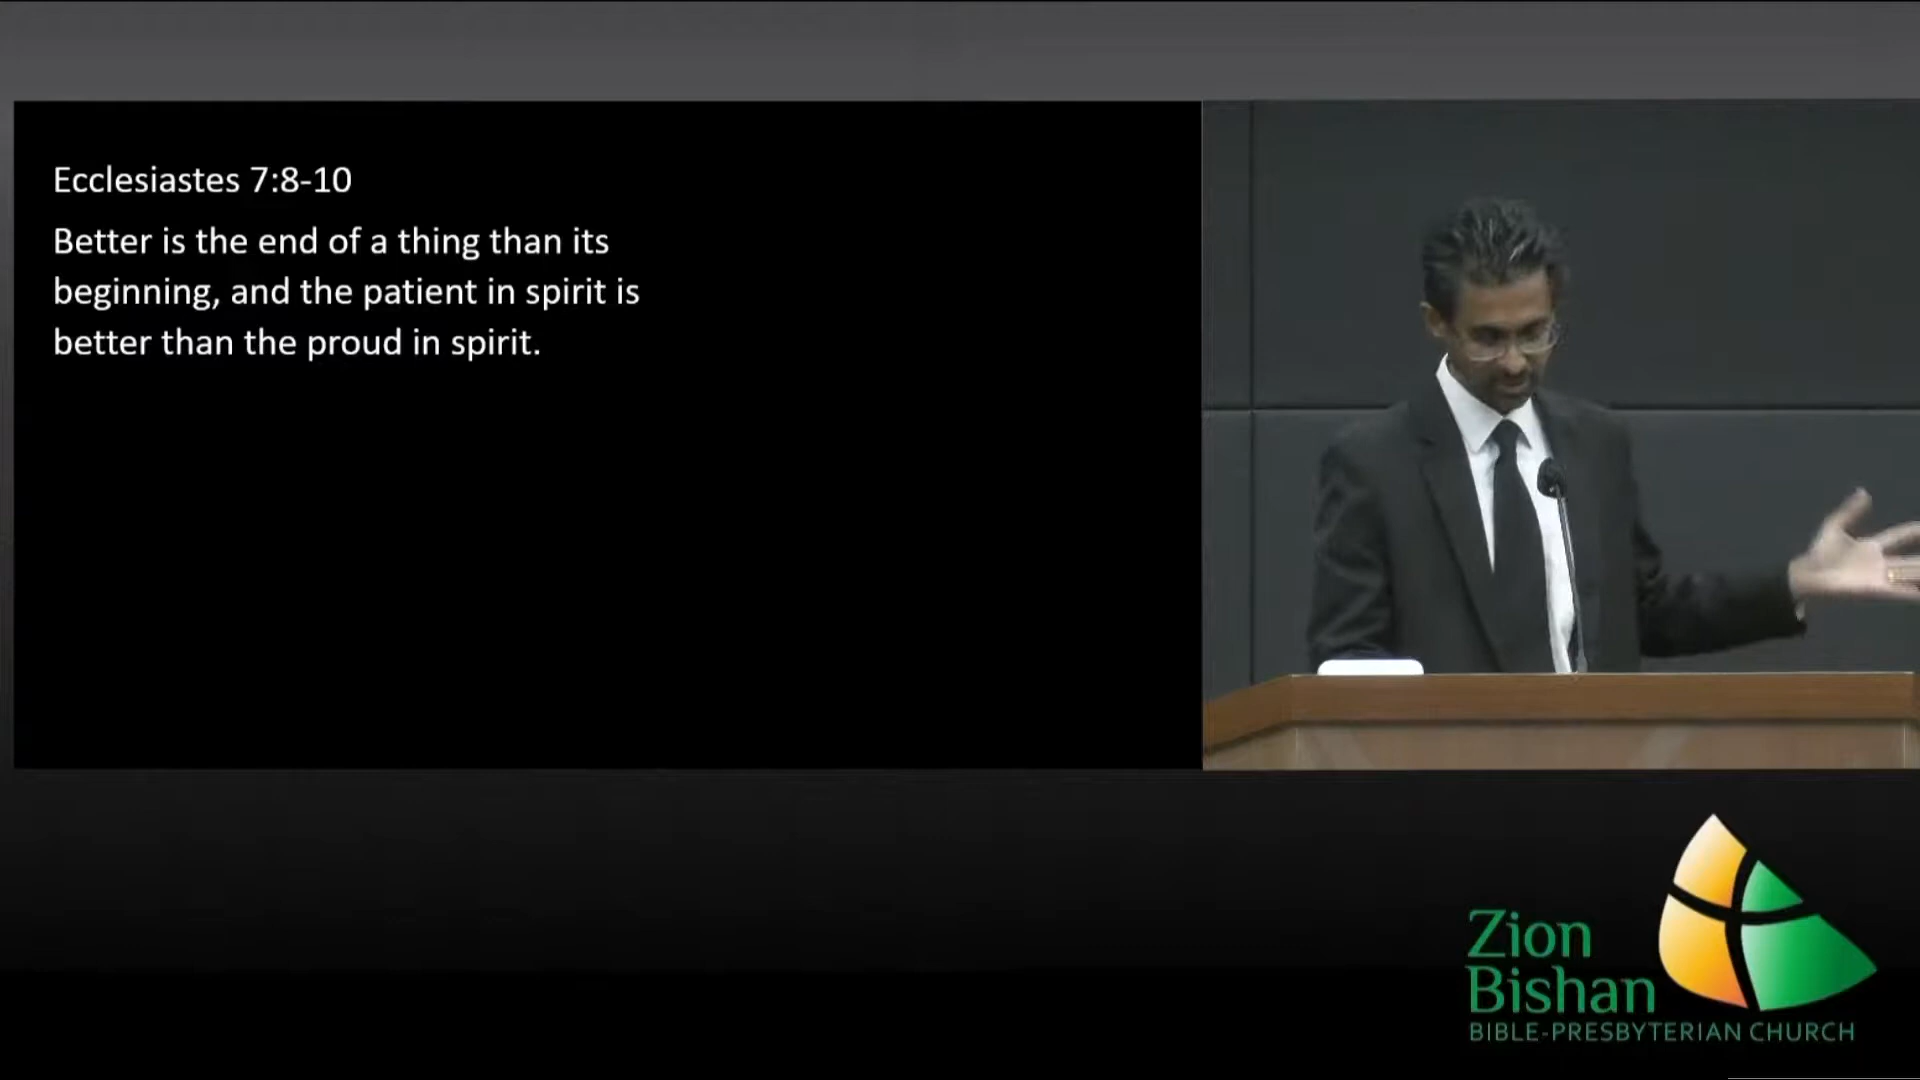 Ecclesiastes 7:8-10
Better is the end of a thing than its
beginning, and the patient in spirit is
better than the proud in spirit.
Zion
Bishan
BIBLE-PRESBYTERIAN CHURCH